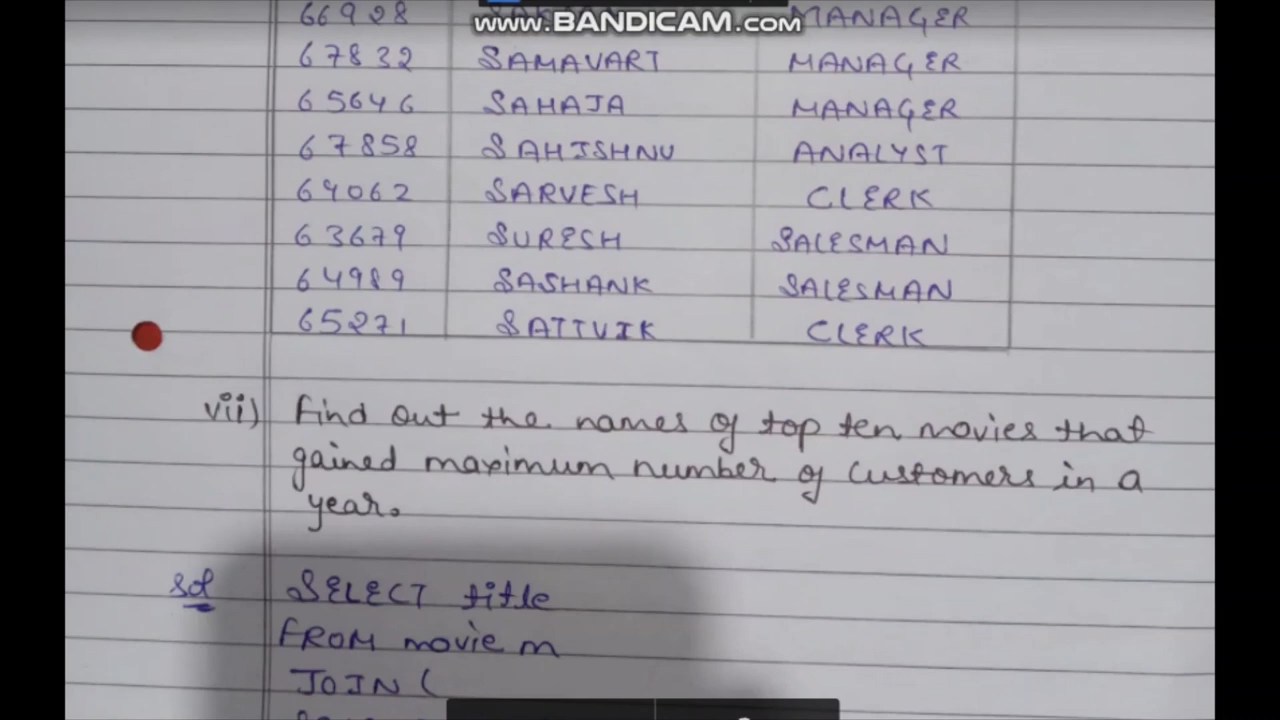 www.BANDICAM.com
66928 MANAGER
67832 SAMAVART MANAGER
65646 SAHAJA MANAGER
67858 SAHISHNU ANALYST
64062 SARVESH CLERK
63679 SURESH SALESMAN
64989 SASHANK SALESMAN
65271 SATTVIK CLERK
vii) Find out the names of top ten movies that
gained maximum number of customers in a
year.
Sol SELECT title
FROM movie m
JOIN (